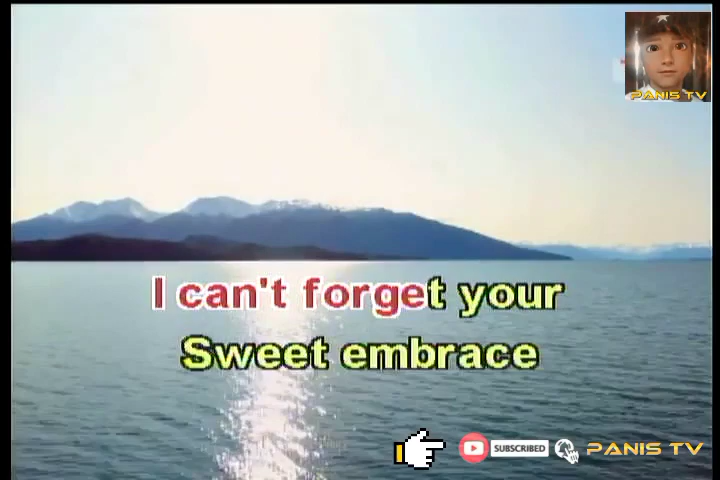 PANIS TV
I can't forget your
Sweet embrace
SUBSCRIBED
PANIS TV